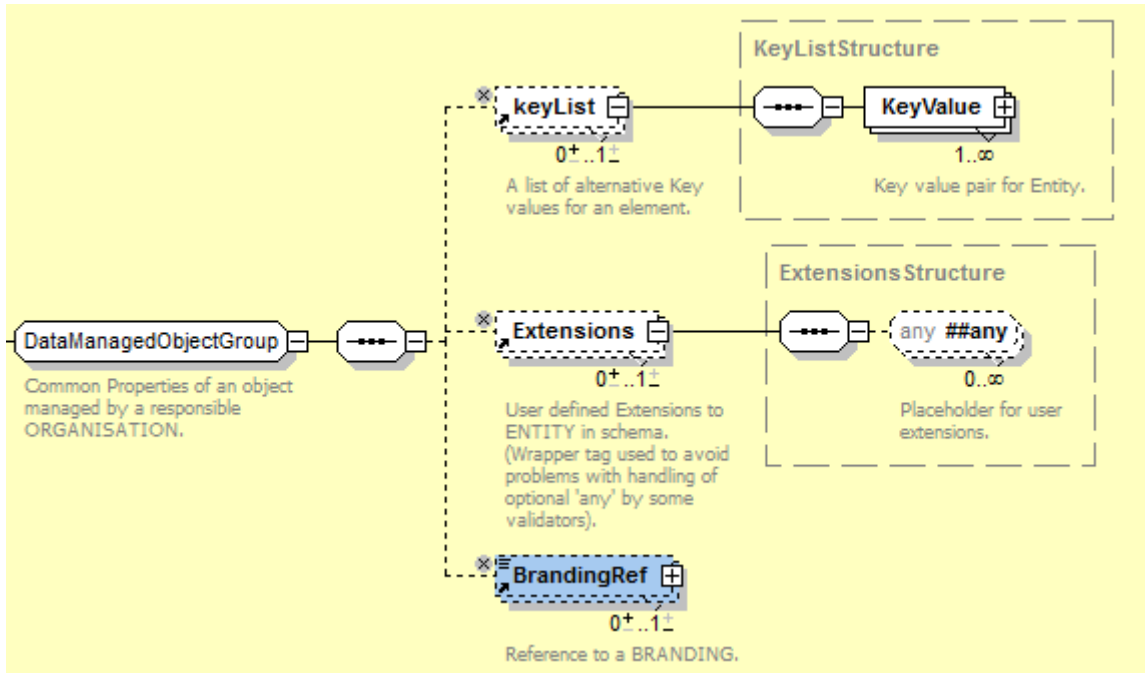 KeyListStructure
keyList
KeyValue
0±..1±
1..∞
A list of alternative Key
values for an element.
Key value pair for Entity.
ExtensionsStructure
DataManagedObjectGroup
Extensions
any ##any
0±..1±
0..∞
Common Properties of an object
managed by a responsible
ORGANISATION.
User defined Extensions to
ENTITY in schema.
(Wrapper tag used to avoid
problems with handling of
optional 'any' by some
validators).
Placeholder for user
extensions.
BrandingRef
0±..1±
Reference to a BRANDING.